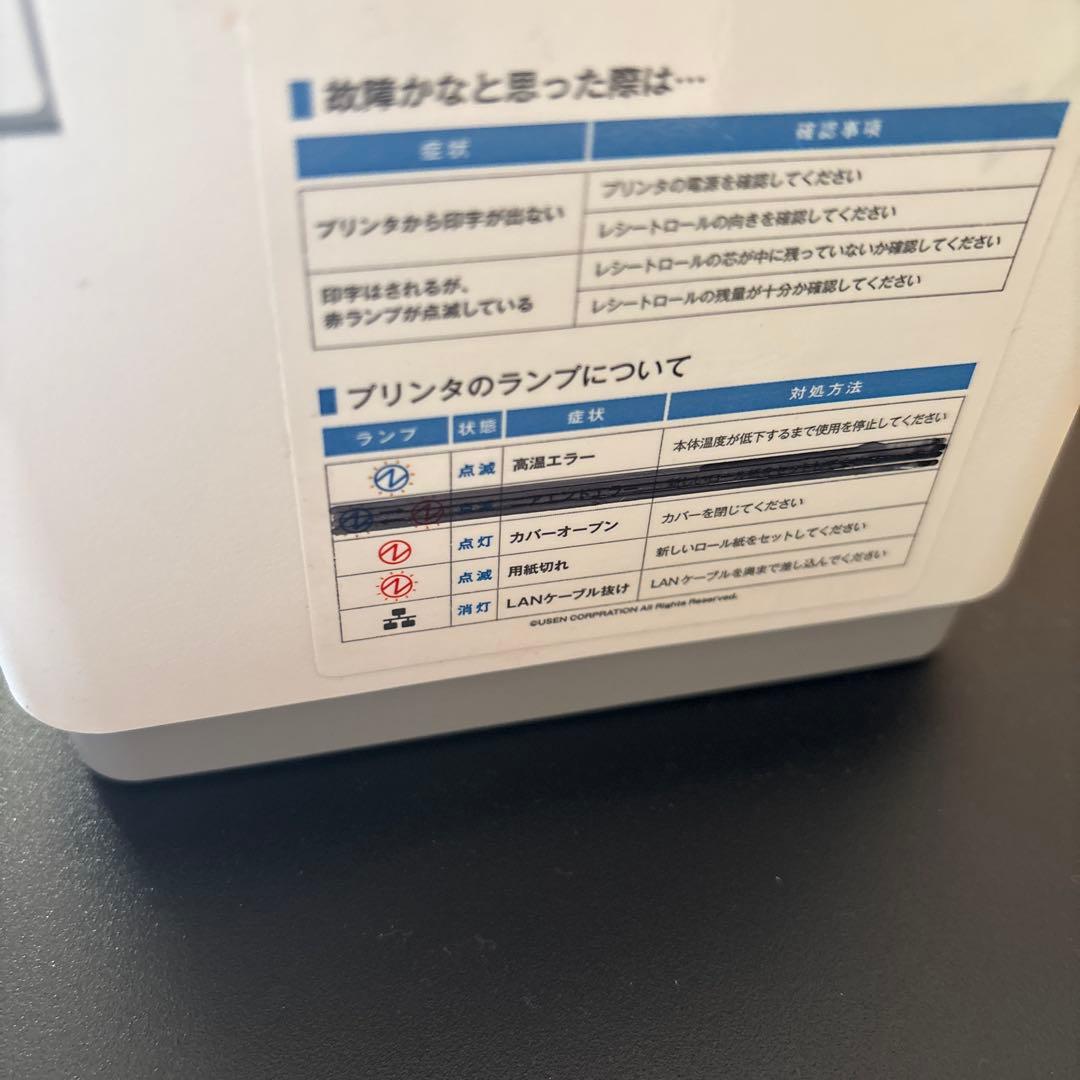 故障かなと思った際は…
症状 確認事項
プリンタから印字が出ない
プリンタの電源を確認してください
レシートロールの向きを確認してください
印字はされるが、
赤ランプが点滅している
レシートロールの芯が中に残っていないか確認してください
レシートロールの残量が十分か確認してください
プリンタのランプについて
ランプ 状態 症状 対処方法
点滅 高温エラー 本体温度が低下するまで使用を停止してください
点灯 カバーオープン カバーを閉じてください
点滅 用紙切れ 新しいロール紙をセットしてください
消灯 LANケーブル抜け LANケーブルを奥まで差し込んでください
©USEN CORPRATION All Rights Reserved.